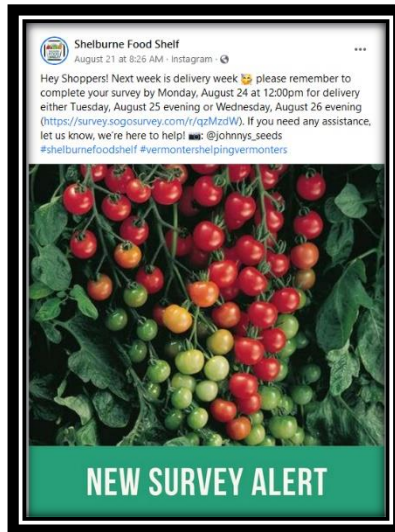 Shelburne Food Shelf
August 21 at 8:26 AM · Instagram ·
Hey Shoppers! Next week is delivery week 🥳 please remember to
complete your survey by Monday, August 24 at 12:00pm for delivery
either Tuesday, August 25 evening or Wednesday, August 26 evening
(https://survey.sogosurvey.com/r/qzMzdW). If you need any assistance,
let us know, we're here to help! 📷: @johnnys_seeds
#shelburnefoodshelf #vermontershelpingvermonters
NEW SURVEY ALERT